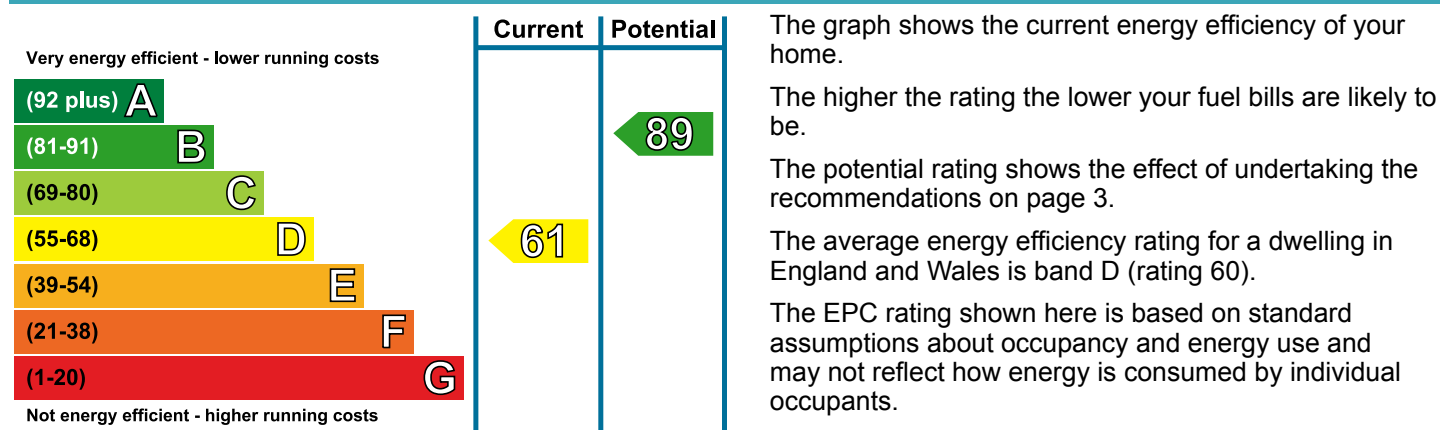 Current Potential
Very energy efficient - lower running costs
(92 plus) A
(81-91) B
(69-80) C
(55-68) D
(39-54) E
(21-38) F
(1-20) G
Not energy efficient - higher running costs
89
61
The graph shows the current energy efficiency of your
home.
The higher the rating the lower your fuel bills are likely to
be.
The potential rating shows the effect of undertaking the
recommendations on page 3.
The average energy efficiency rating for a dwelling in
England and Wales is band D (rating 60).
The EPC rating shown here is based on standard
assumptions about occupancy and energy use and
may not reflect how energy is consumed by individual
occupants.